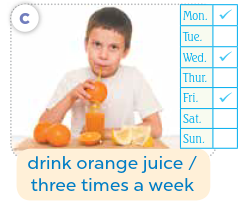 c
Mon. ✓
Tue.
Wed. ✓
Thur.
Fri. ✓
Sat.
Sun.
drink orange juice /
three times a week